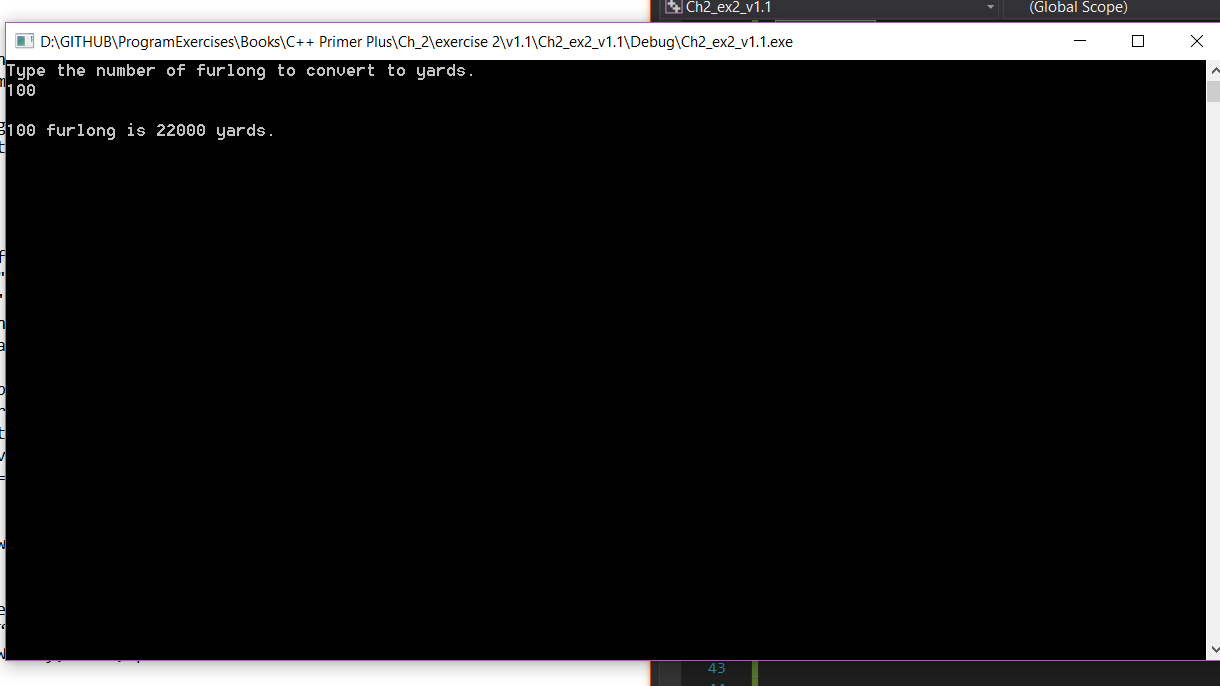 Ch2_ex2_v1.1 (Global Scope)
D:\GITHUB\ProgramExercises\Books\C++ Primer Plus\Ch_2\exercise 2\v1.1\Ch2_ex2_v1.1\Debug\Ch2_ex2_v1.1.exe
Type the number of furlong to convert to yards.
100
100 furlong is 22000 yards.
43